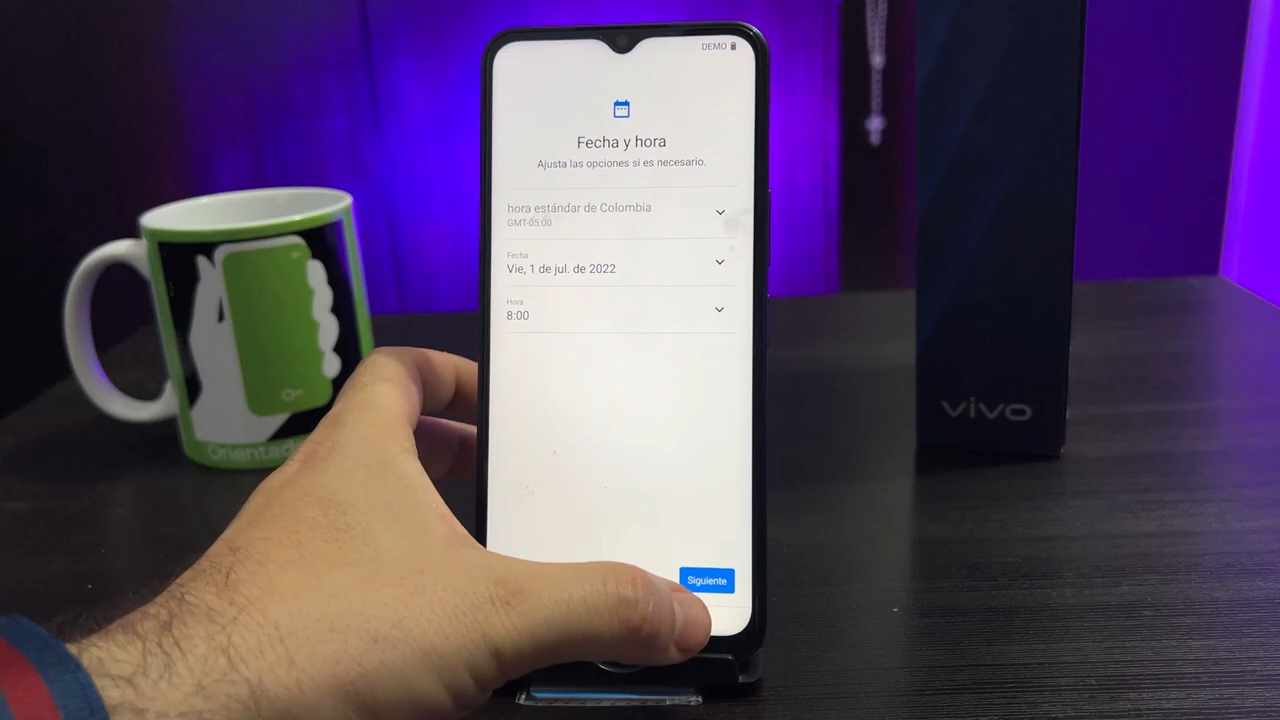 DEMO
Fecha y hora
Ajusta las opciones si es necesario.
hora estándar de Colombia
GMT-05:00
Fecha
Vie, 1 de jul. de 2022
Hora
8:00
Siguiente
vivo